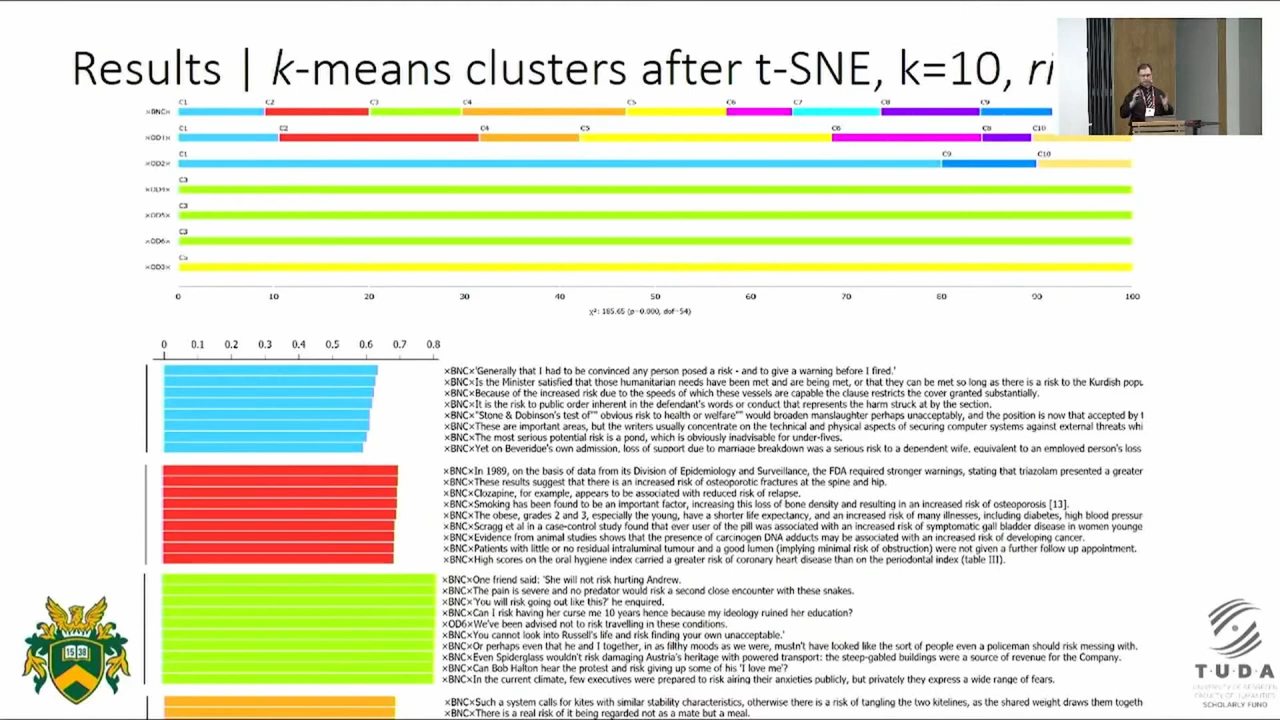 Results | k-means clusters after t-SNE, k=10, ri
C1 C2 C3 C4 C5 C6 C7 C8 C9
×BNC×
C1 C2 C4 C5 C6 C8 C10
×OD1×
C1 C9 C10
×OD2×
C3
×OD4×
C3
×OD5×
C3
×OD6×
C5
×OD3×
0 10 20 30 40 50 60 70 80 90 100
χ²: 185.65 (p=0.000, dof=54)
0 0.1 0.2 0.3 0.4 0.5 0.6 0.7 0.8
×BNC×'Generally that I had to be convinced any person posed a risk - and to give a warning before I fired.'
×BNC×Is the Minister satisfied that those humanitarian needs have been met and are being met, or that they can be met so long as there is a risk to the Kurdish popu
×BNC×Because of the increased risk due to the speeds of which these vessels are capable the clause restricts the cover granted substantially.
×BNC×It is the risk to public order inherent in the defendant's words or conduct that represents the harm struck at by the section.
×BNC×"Stone & Dobinson's test of"" obvious risk to health or welfare"" would broaden manslaughter perhaps unacceptably, and the position is now that accepted by t
×BNC×These are important areas, but the writers usually concentrate on the technical and physical aspects of securing computer systems against external threats whi
×BNC×The most serious potential risk is a pond, which is obviously inadvisable for under-fives.
×BNC×Yet on Beveridge's own admission, loss of support due to marriage breakdown was a serious risk to a dependent wife, equivalent to an employed person's loss
×BNC×In 1989, on the basis of data from its Division of Epidemiology and Surveillance, the FDA required stronger warnings, stating that triazolam presented a greater
×BNC×These results suggest that there is an increased risk of osteoporotic fractures at the spine and hip.
×BNC×Clozapine, for example, appears to be associated with reduced risk of relapse.
×BNC×Smoking has been found to be an important factor, increasing this loss of bone density and resulting in an increased risk of osteoporosis [13].
×BNC×The obese, grades 2 and 3, especially the young, have a shorter life expectancy, and an increased risk of many illnesses, including diabetes, high blood pressur
×BNC×Scragg et al in a case-control study found that ever user of the pill was associated with an increased risk of symptomatic gall bladder disease in women younge
×BNC×Evidence from animal studies shows that the presence of carcinogen DNA adducts may be associated with an increased risk of developing cancer.
×BNC×Patients with little or no residual intraluminal tumour and a good lumen (implying minimal risk of obstruction) were not given a further follow up appointment.
×BNC×High scores on the oral hygiene index carried a greater risk of coronary heart disease than on the periodontal index (table III).
×BNC×One friend said: 'She will not risk hurting Andrew.
×BNC×The pain is severe and no predator would risk a second close encounter with these snakes.
×BNC×'You will risk going out like this?' he enquired.
×BNC×Can I risk having her curse me 10 years hence because my ideology ruined her education?
×OD6×We've been advised not to risk travelling in these conditions.
×BNC×You cannot look into Russell's life and risk finding your own unacceptable.'
×BNC×Or perhaps even that he and I together, in as filthy moods as we were, mustn't have looked like the sort of people even a policeman should risk messing with.
×BNC×Even Spiderglass wouldn't risk damaging Austria's heritage with powered transport: the steep-gabled buildings were a source of revenue for the Company.
×BNC×Can Bob Halton hear the protest and risk giving up some of his 'I love me'?
×BNC×In the current climate, few executives were prepared to risk airing their anxieties publicly, but privately they express a wide range of fears.
×BNC×Such a system calls for kites with similar stability characteristics, otherwise there is a risk of tangling the two kitelines, as the shared weight draws them togeth
×BNC×There is a real risk of it being regarded not as a mate but a meal.
15 38
T·U·D·A
UNIVERSITY OF DEBRECEN
FACULTY OF HUMANITIES
SCHOLARLY FUND